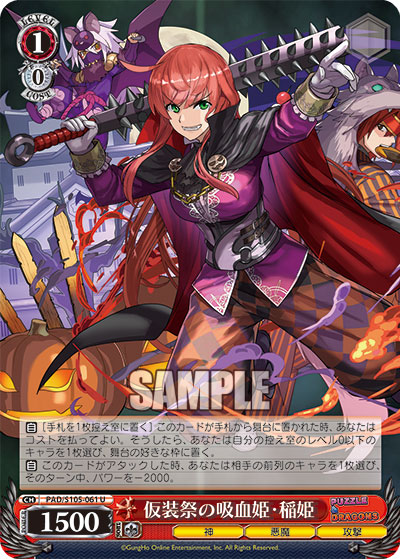 LEVEL
1
0
COST
SAMPLE
自 [手札を1枚控え室に置く] このカードが手札から舞台に置かれた時、あなたは
コストを払ってよい。そうしたら、あなたは自分の控え室のレベル0以下の
キャラを1枚選び、舞台の好きな枠に置く。
自 このカードがアタックした時、あなたは相手の前列のキャラを1枚選び、
そのターン中、パワーを-2000。
CH PAD/S105-061 U
1500
仮装祭の吸血姫・稲姫
PUZZLE & DRAGONS
神 悪魔 攻撃
©GungHo Online Entertainment, Inc. All Rights Reserved.